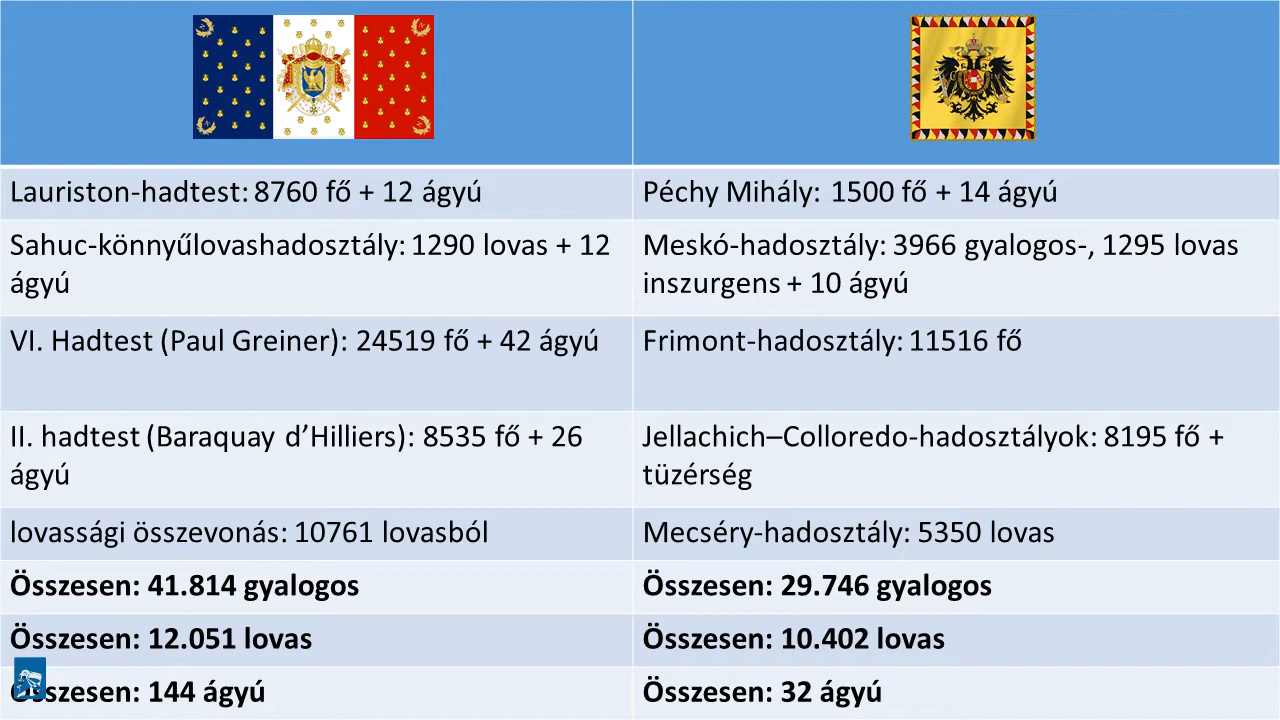 Lauriston-hadtest: 8760 fő + 12 ágyú
Péchy Mihály: 1500 fő + 14 ágyú
Sahuc-könnyűlovashadosztály: 1290 lovas + 12
ágyú
Meskó-hadosztály: 3966 gyalogos-, 1295 lovas
inszurgens + 10 ágyú
VI. Hadtest (Paul Greiner): 24519 fő + 42 ágyú
Frimont-hadosztály: 11516 fő
II. hadtest (Baraquay d’Hilliers): 8535 fő + 26
ágyú
Jellachich–Colloredo-hadosztályok: 8195 fő +
tüzérség
lovassági összevonás: 10761 lovasból
Mecséry-hadosztály: 5350 lovas
Összesen: 41.814 gyalogos
Összesen: 29.746 gyalogos
Összesen: 12.051 lovas
Összesen: 10.402 lovas
Összesen: 144 ágyú
Összesen: 32 ágyú